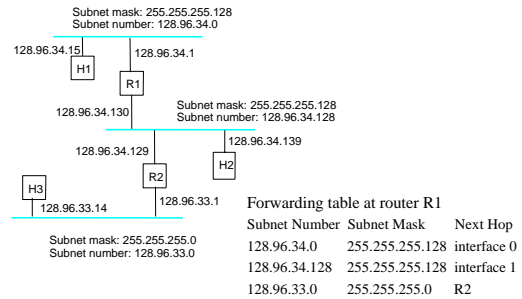 Subnet mask: 255.255.255.128
Subnet number: 128.96.34.0
128.96.34.15
128.96.34.1
H1
R1
128.96.34.130
Subnet mask: 255.255.255.128
Subnet number: 128.96.34.128
128.96.34.139
128.96.34.129
H2
R2
H3
128.96.33.1
128.96.33.14
Subnet mask: 255.255.255.0
Subnet number: 128.96.33.0
Forwarding table at router R1
Subnet Number Subnet Mask Next Hop
128.96.34.0 255.255.255.128 interface 0
128.96.34.128 255.255.255.128 interface 1
128.96.33.0 255.255.255.0 R2